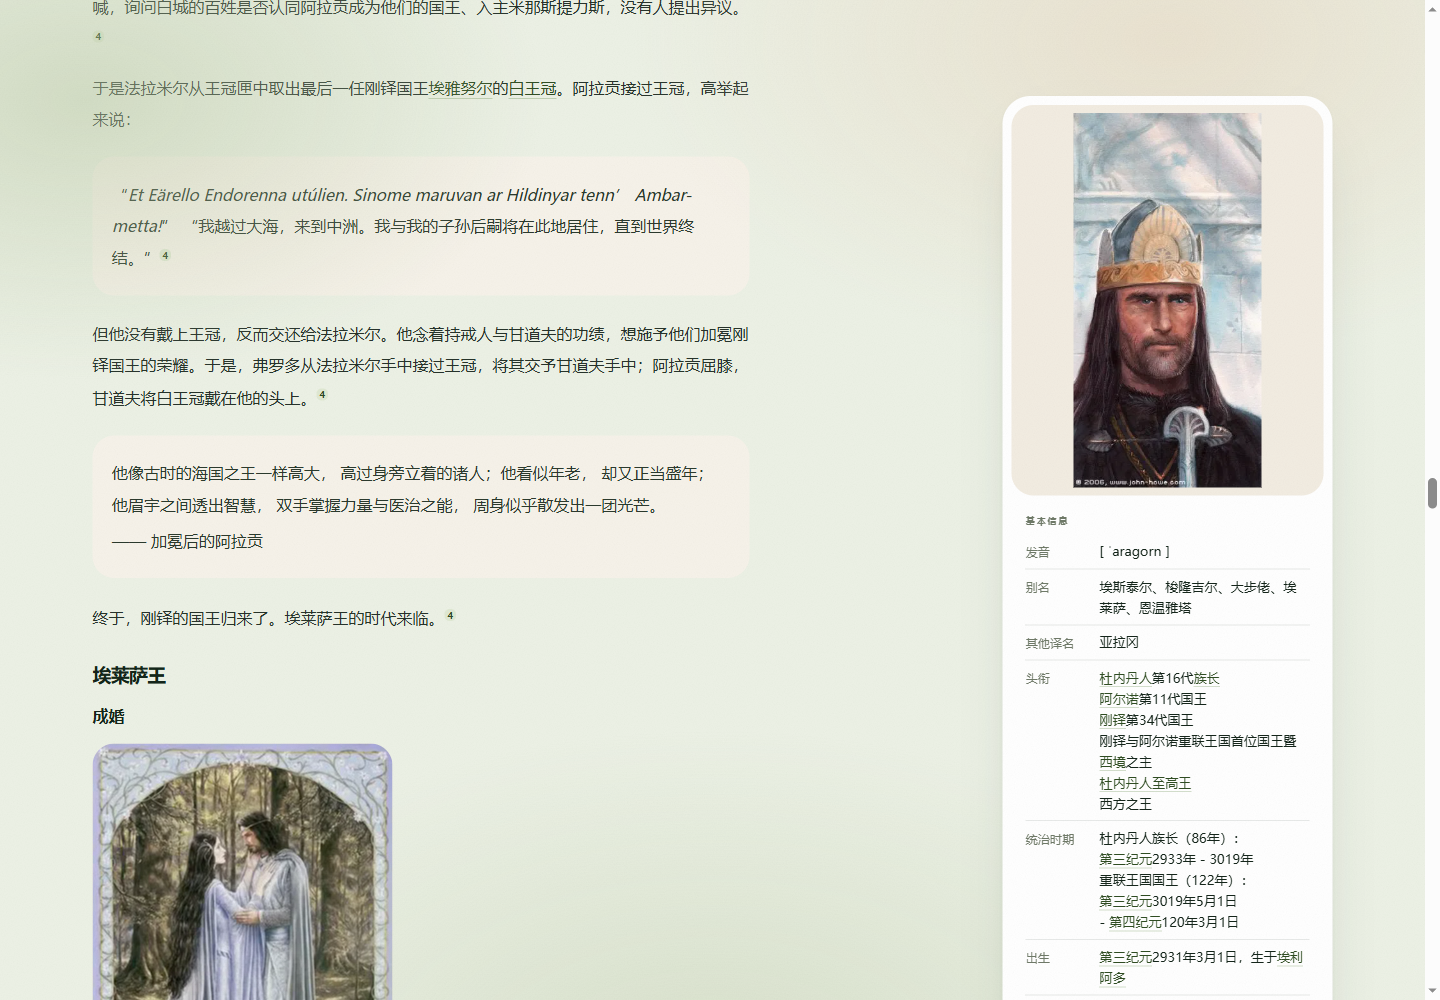 喊，询问白城的百姓是否认同阿拉贡成为他们的国王、入主米那斯提力斯，没有人提出异议。
4
于是法拉米尔从王冠匣中取出最后一任刚铎国王埃雅努尔的白王冠。阿拉贡接过王冠，高举起
来说：
“Et Eärello Endorenna utúlien. Sinome maruvan ar Hildinyar tenn’ Ambar-
metta!” “我越过大海，来到中洲。我与我的子孙后嗣将在此地居住，直到世界终
结。” 4
但他没有戴上王冠，反而交还给法拉米尔。他念着持戒人与甘道夫的功绩，想施予他们加冕刚
铎国王的荣耀。于是，弗罗多从法拉米尔手中接过王冠，将其交予甘道夫手中；阿拉贡屈膝，
甘道夫将白王冠戴在他的头上。 4
他像古时的海国之王一样高大， 高过身旁立着的诸人；他看似年老， 却又正当盛年；
他眉宇之间透出智慧， 双手掌握力量与医治之能， 周身似乎散发出一团光芒。
—— 加冕后的阿拉贡
终于，刚铎的国王归来了。埃莱萨王的时代来临。 4
埃莱萨王
成婚
© 2006, www.john-howe.com
基本信息
发音 [ ˈaragorn ]
别名 埃斯泰尔、梭隆吉尔、大步佬、埃
莱萨、恩温雅塔
其他译名 亚拉冈
头衔 杜内丹人第16代族长
阿尔诺第11代国王
刚铎第34代国王
刚铎与阿尔诺重联王国首位国王暨
西境之主
杜内丹人至高王
西方之王
统治时期 杜内丹人族长（86年）：
第三纪元2933年 - 3019年
重联王国国王（122年）：
第三纪元3019年5月1日
- 第四纪元120年3月1日
出生 第三纪元2931年3月1日，生于埃利
阿多